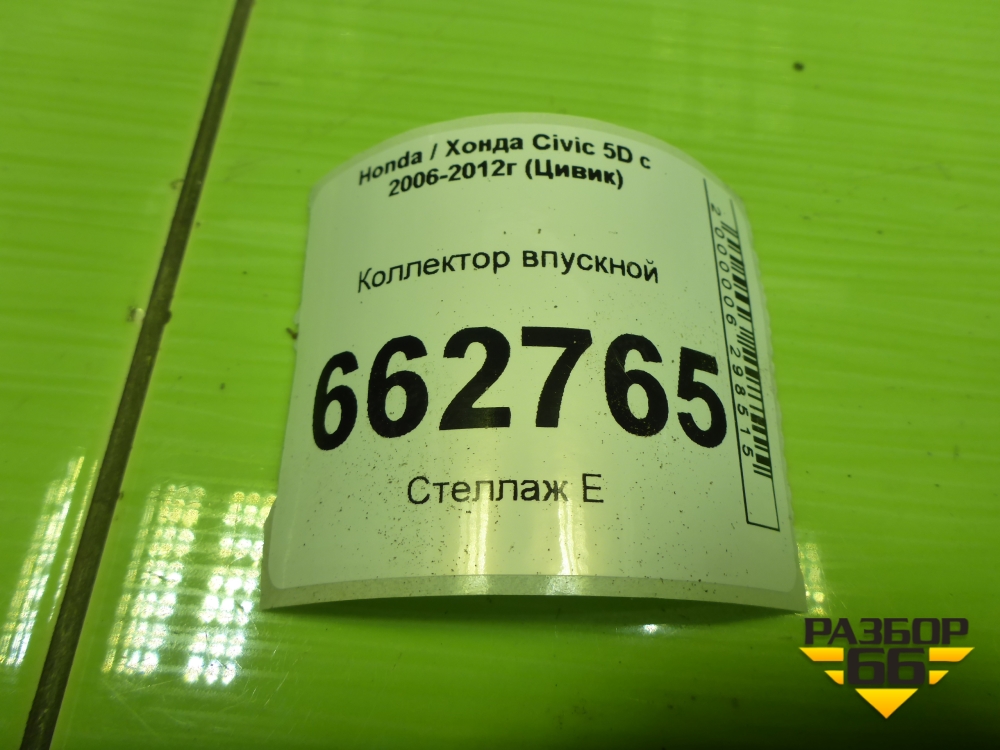 Honda / Хонда Civic 5D с
2006-2012г (Цивик)
Коллектор впускной
662765
Стеллаж Е
2000006298515
РАЗБОР
66